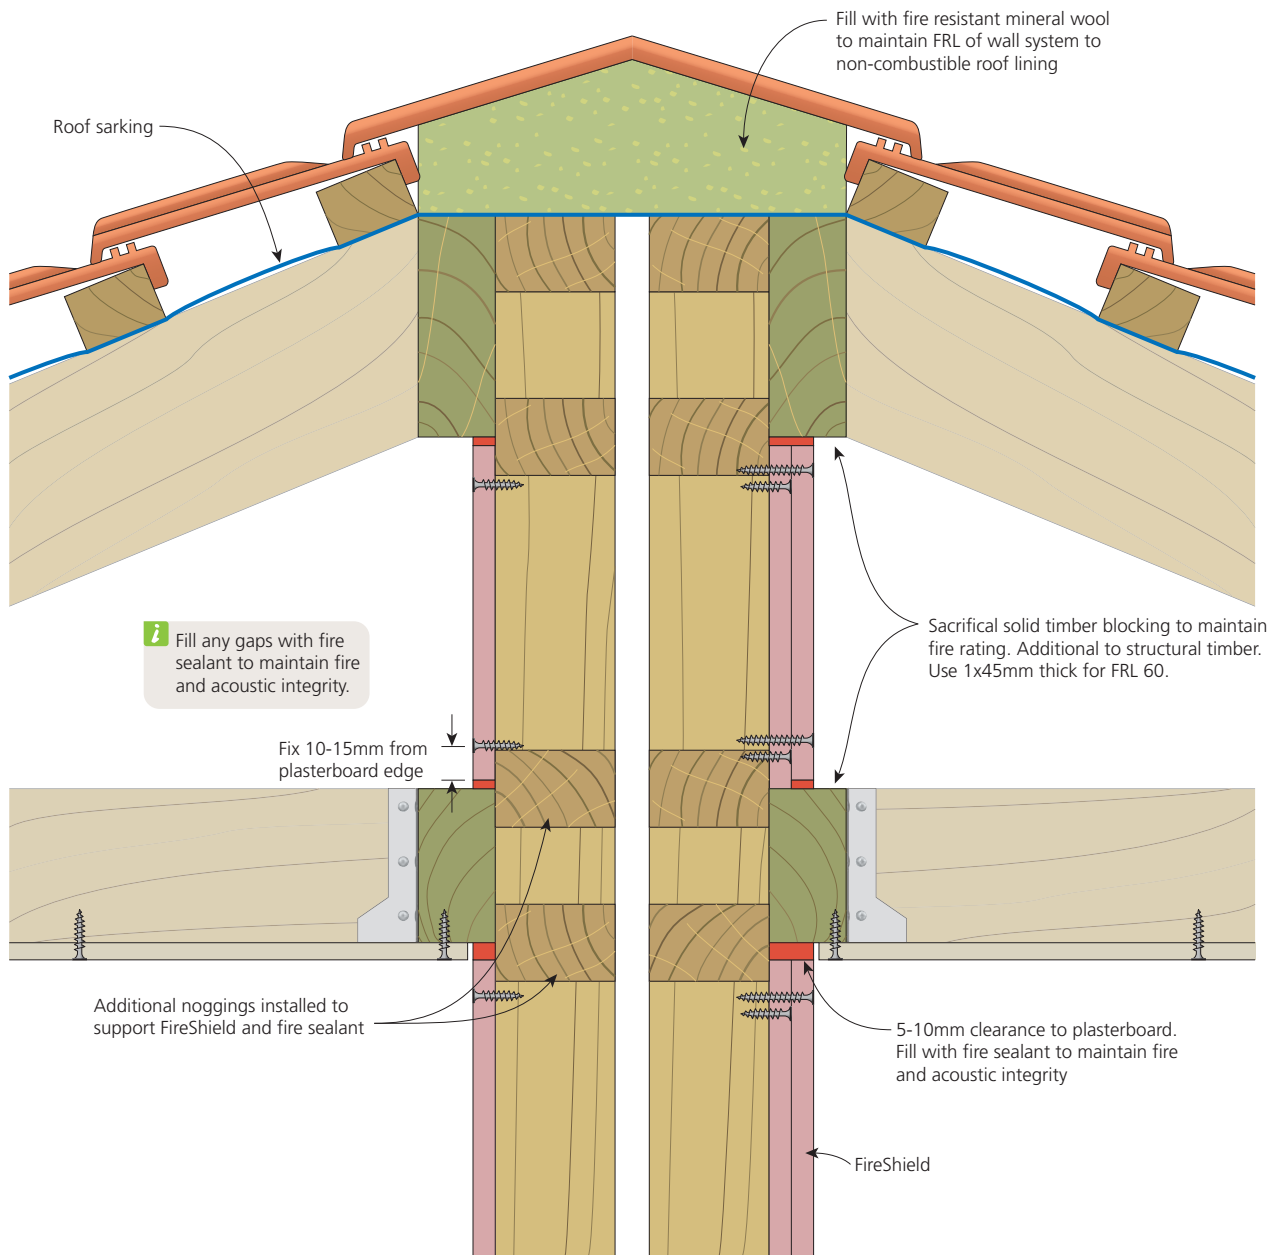 Fill with fire resistant mineral wool
to maintain FRL of wall system to
non-combustible roof lining
Roof sarking
Sacrifical solid timber blocking to maintain
fire rating. Additional to structural timber.
Use 1x45mm thick for FRL 60.
i
Fill any gaps with fire
sealant to maintain fire
and acoustic integrity.
Fix 10-15mm from
plasterboard edge
Additional noggings installed to
support FireShield and fire sealant
5-10mm clearance to plasterboard.
Fill with fire sealant to maintain fire
and acoustic integrity
FireShield